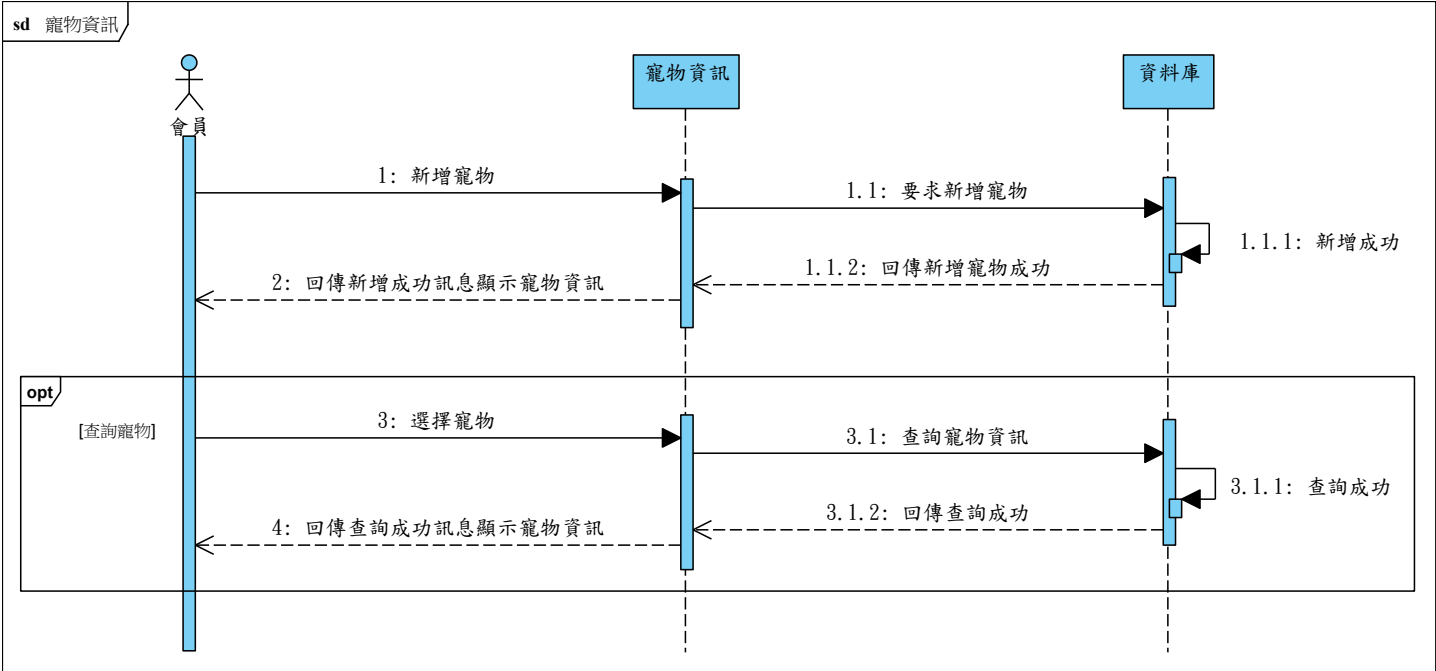 sd 寵物資訊
會員
寵物資訊
資料庫
1: 新增寵物
1.1: 要求新增寵物
1.1.1: 新增成功
1.1.2: 回傳新增寵物成功
2: 回傳新增成功訊息顯示寵物資訊
opt
[查詢寵物]
3: 選擇寵物
3.1: 查詢寵物資訊
3.1.1: 查詢成功
3.1.2: 回傳查詢成功
4: 回傳查詢成功訊息顯示寵物資訊